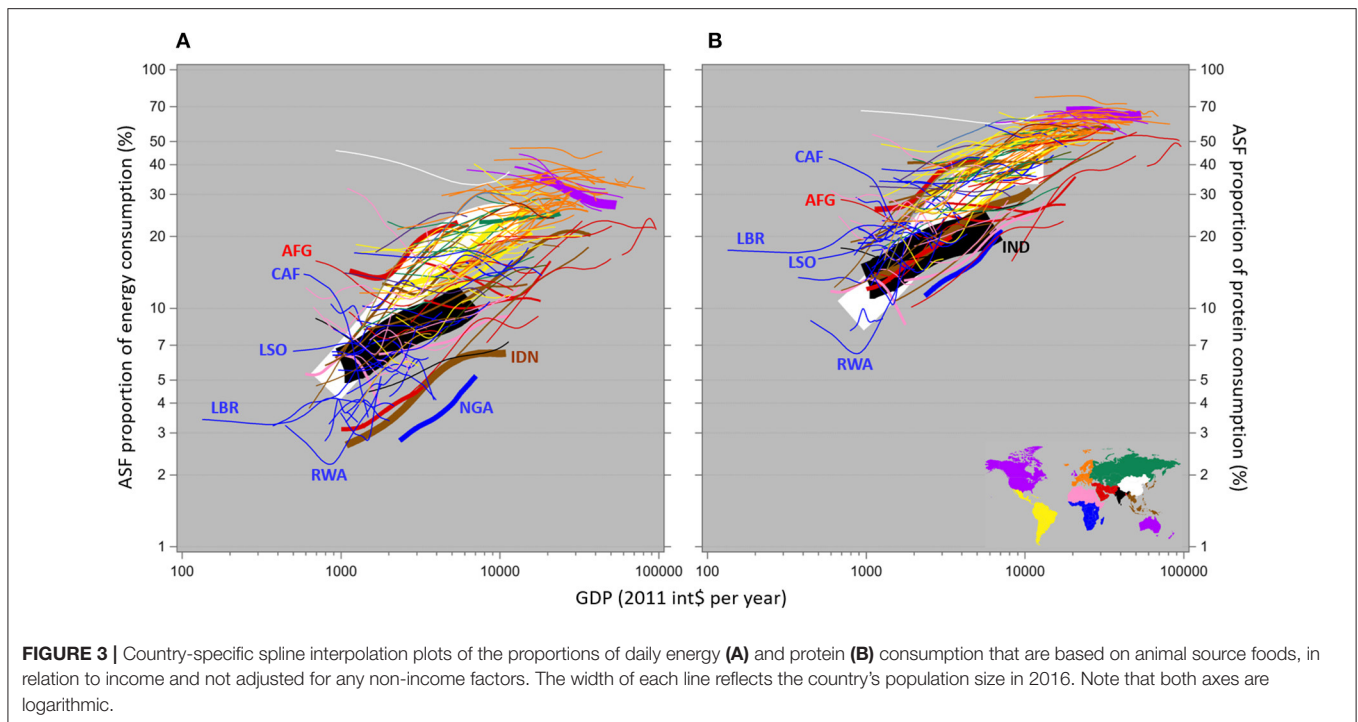 A
B
100
70
50
40
30
20
10
7
5
4
3
2
1
ASF proportion of energy consumption (%)
AFG
CAF
LSO
LBR
RWA
IDN
NGA
100
1000
10000
100000
100
70
50
40
30
20
10
7
5
4
3
2
1
ASF proportion of protein consumption (%)
CAF
AFG
LBR
LSO
IND
RWA
100
1000
10000
100000
GDP (2011 int$ per year)
FIGURE 3 | Country-specific spline interpolation plots of the proportions of daily energy (A) and protein (B) consumption that are based on animal source foods, in
relation to income and not adjusted for any non-income factors. The width of each line reflects the country's population size in 2016. Note that both axes are
logarithmic.